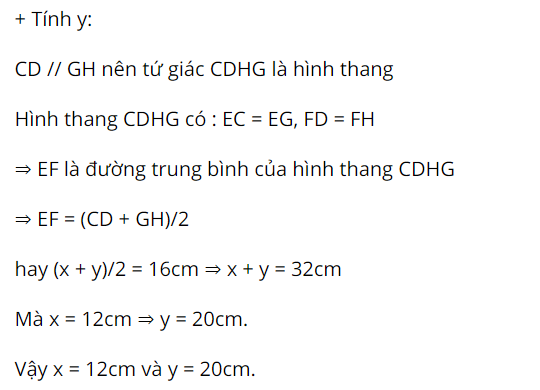 + Tính y:
CD // GH nên tứ giác CDHG là hình thang
Hình thang CDHG có : EC = EG, FD = FH
⇒ EF là đường trung bình của hình thang CDHG
⇒ EF = (CD + GH)/2
hay (x + y)/2 = 16cm ⇒ x + y = 32cm
Mà x = 12cm ⇒ y = 20cm.
Vậy x = 12cm và y = 20cm.